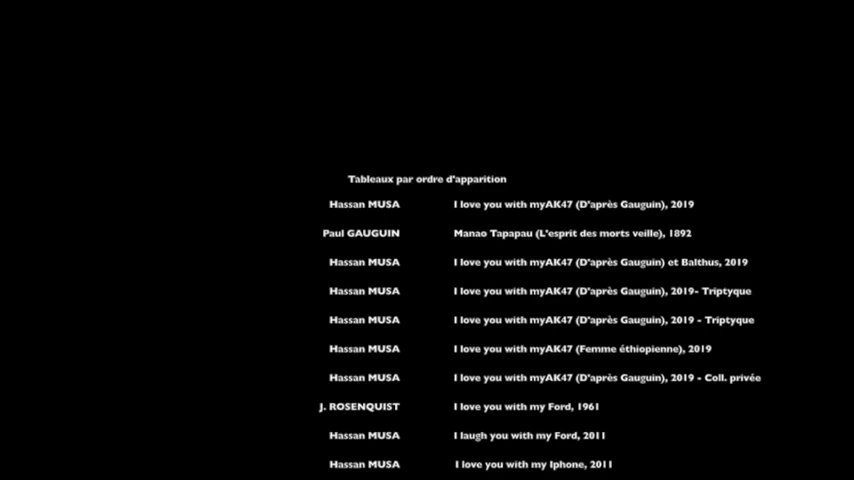 Tableaux par ordre d'apparition
Hassan MUSA I love you with myAK47 (D'après Gauguin), 2019
Paul GAUGUIN Manao Tapapau (L'esprit des morts veille), 1892
Hassan MUSA I love you with myAK47 (D'après Gauguin) et Balthus, 2019
Hassan MUSA I love you with myAK47 (D'après Gauguin), 2019- Triptyque
Hassan MUSA I love you with myAK47 (D'après Gauguin), 2019 - Triptyque
Hassan MUSA I love you with myAK47 (Femme éthiopienne), 2019
Hassan MUSA I love you with myAK47 (D'après Gauguin), 2019 - Coll. privée
J. ROSENQUIST I love you with my Ford, 1961
Hassan MUSA I laugh you with my Ford, 2011
Hassan MUSA I love you with my Iphone, 2011